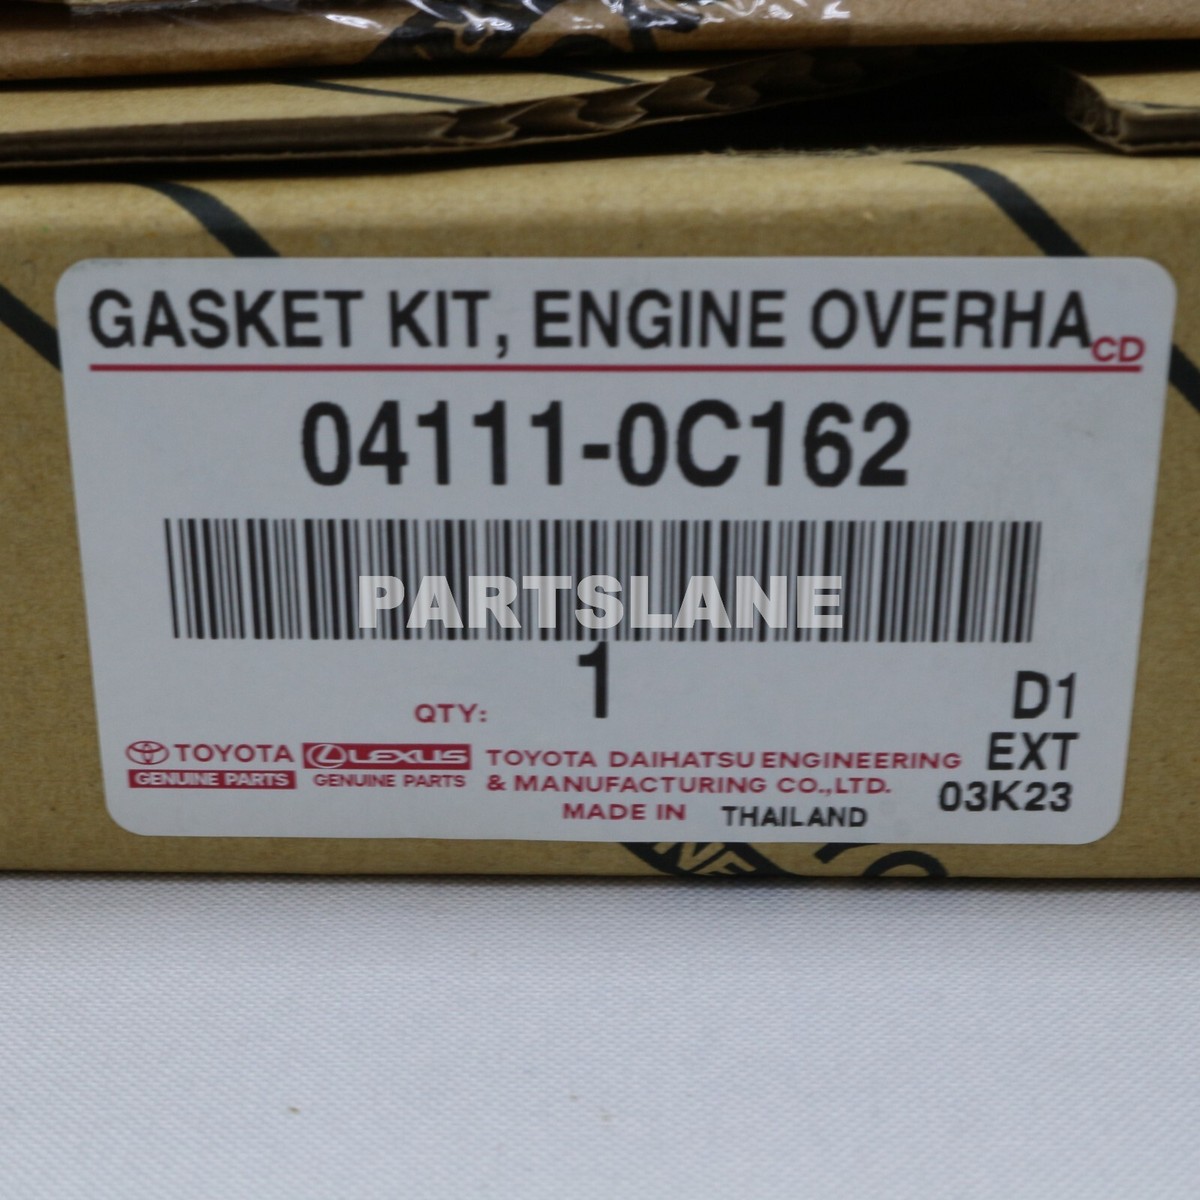 GASKET KIT, ENGINE OVERHA CD
04111-0C162
PARTSLANE
QTY: 1
D1
EXT
03K23
TOYOTA
GENUINE PARTS
LEXUS
GENUINE PARTS
TOYOTA DAIHATSU ENGINEERING
& MANUFACTURING CO.,LTD.
MADE IN THAILAND